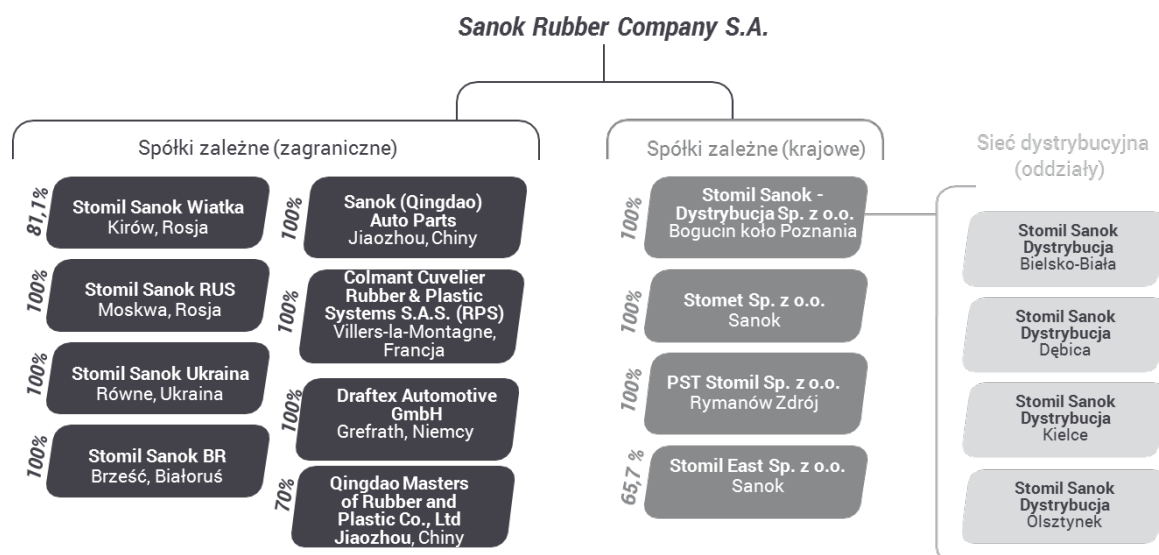 Sanok Rubber Company S.A.
Spółki zależne (zagraniczne)
81,1%
Stomil Sanok Wiatka
Kirów, Rosja
100%
Stomil Sanok RUS
Moskwa, Rosja
100%
Stomil Sanok Ukraina
Równe, Ukraina
100%
Stomil Sanok BR
Brześć, Białoruś
100%
Sanok (Qingdao)
Auto Parts
Jiaozhou, Chiny
100%
Colmant Cuvelier
Rubber & Plastic
Systems S.A.S. (RPS)
Villers-la-Montagne,
Francja
100%
Draftex Automotive
GmbH
Grefrath, Niemcy
70%
Qingdao Masters
of Rubber and
Plastic Co., Ltd
Jiaozhou, Chiny
Spółki zależne (krajowe)
100%
Stomil Sanok -
Dystrybucja Sp. z o.o.
Bogucin koło Poznania
100%
Stomet Sp. z o.o.
Sanok
100%
PST Stomil Sp. z o.o.
Rymanów Zdrój
65,7 %
Stomil East Sp. z o.o.
Sanok
Sieć dystrybucyjna
(oddziały)
Stomil Sanok
Dystrybucja
Bielsko-Biała
Stomil Sanok
Dystrybucja
Dębica
Stomil Sanok
Dystrybucja
Kielce
Stomil Sanok
Dystrybucja
Olsztynek